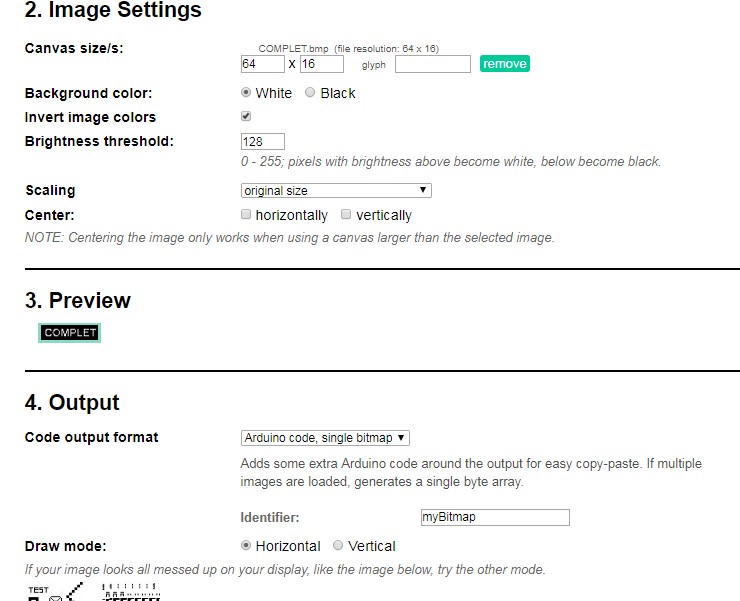 2. Image Settings
Canvas size/s:
COMPLET.bmp (file resolution: 64 x 16)
64 x 16 glyph remove
Background color: White Black
Invert image colors
Brightness threshold: 128
0 - 255; pixels with brightness above become white, below become black.
Scaling original size
Center: horizontally vertically
NOTE: Centering the image only works when using a canvas larger than the selected image.
3. Preview
COMPLET
4. Output
Code output format Arduino code, single bitmap
Adds some extra Arduino code around the output for easy copy-paste. If multiple
images are loaded, generates a single byte array.
Identifier: myBitmap
Draw mode: Horizontal Vertical
If your image looks all messed up on your display, like the image below, try the other mode.
TEST